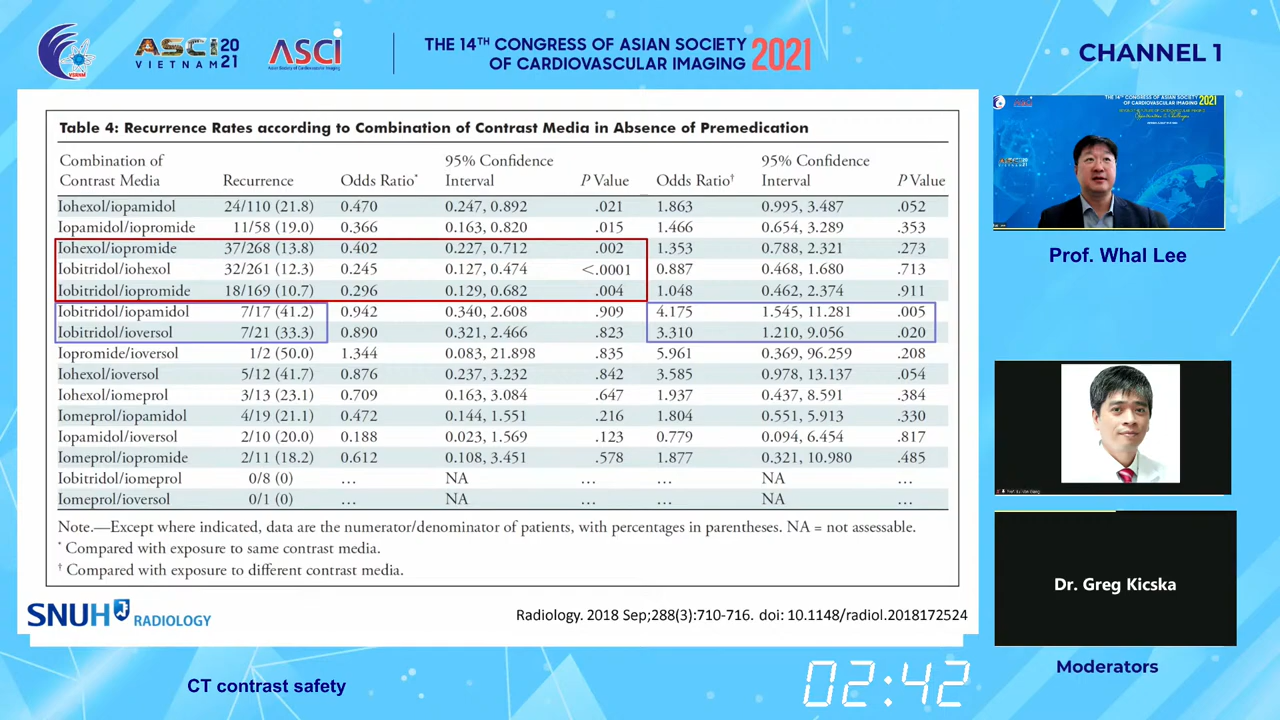 VSRNM
ASCI 2021
VIETNAM
ASCI
Asian Society of Cardiovascular Imaging
THE 14TH CONGRESS OF ASIAN SOCIETY
OF CARDIOVASCULAR IMAGING 2021
CHANNEL 1
Table 4: Recurrence Rates according to Combination of Contrast Media in Absence of Premedication
Combination of 95% Confidence 95% Confidence
Contrast Media Recurrence Odds Ratio* Interval P Value Odds Ratio† Interval P Value
Iohexol/iopamidol 24/110 (21.8) 0.470 0.247, 0.892 .021 1.863 0.995, 3.487 .052
Iopamidol/iopromide 11/58 (19.0) 0.366 0.163, 0.820 .015 1.466 0.654, 3.289 .353
Iohexol/iopromide 37/268 (13.8) 0.402 0.227, 0.712 .002 1.353 0.788, 2.321 .273
Iobitridol/iohexol 32/261 (12.3) 0.245 0.127, 0.474 <.0001 0.887 0.468, 1.680 .713
Iobitridol/iopromide 18/169 (10.7) 0.296 0.129, 0.682 .004 1.048 0.462, 2.374 .911
Iobitridol/iopamidol 7/17 (41.2) 0.942 0.340, 2.608 .909 4.175 1.545, 11.281 .005
Iobitridol/ioversol 7/21 (33.3) 0.890 0.321, 2.466 .823 3.310 1.210, 9.056 .020
Iopromide/ioversol 1/2 (50.0) 1.344 0.083, 21.898 .835 5.961 0.369, 96.259 .208
Iohexol/ioversol 5/12 (41.7) 0.876 0.237, 3.232 .842 3.585 0.978, 13.137 .054
Iohexol/iomeprol 3/13 (23.1) 0.709 0.163, 3.084 .647 1.937 0.437, 8.591 .384
Iomeprol/iopamidol 4/19 (21.1) 0.472 0.144, 1.551 .216 1.804 0.551, 5.913 .330
Iopamidol/ioversol 2/10 (20.0) 0.188 0.023, 1.569 .123 0.779 0.094, 6.454 .817
Iomeprol/iopromide 2/11 (18.2) 0.612 0.108, 3.451 .578 1.877 0.321, 10.980 .485
Iobitridol/iomeprol 0/8 (0) … NA … … NA …
Iomeprol/ioversol 0/1 (0) … NA … … NA …
Note.—Except where indicated, data are the numerator/denominator of patients, with percentages in parentheses. NA = not assessable.
* Compared with exposure to same contrast media.
† Compared with exposure to different contrast media.
SNUH RADIOLOGY
Radiology. 2018 Sep;288(3):710-716. doi: 10.1148/radiol.2018172524
THE 14TH CONGRESS OF ASIAN SOCIETY
OF CARDIOVASCULAR IMAGING 2021
Prof. Whal Lee
Dr. Greg Kicska
Moderators
CT contrast safety
02:42